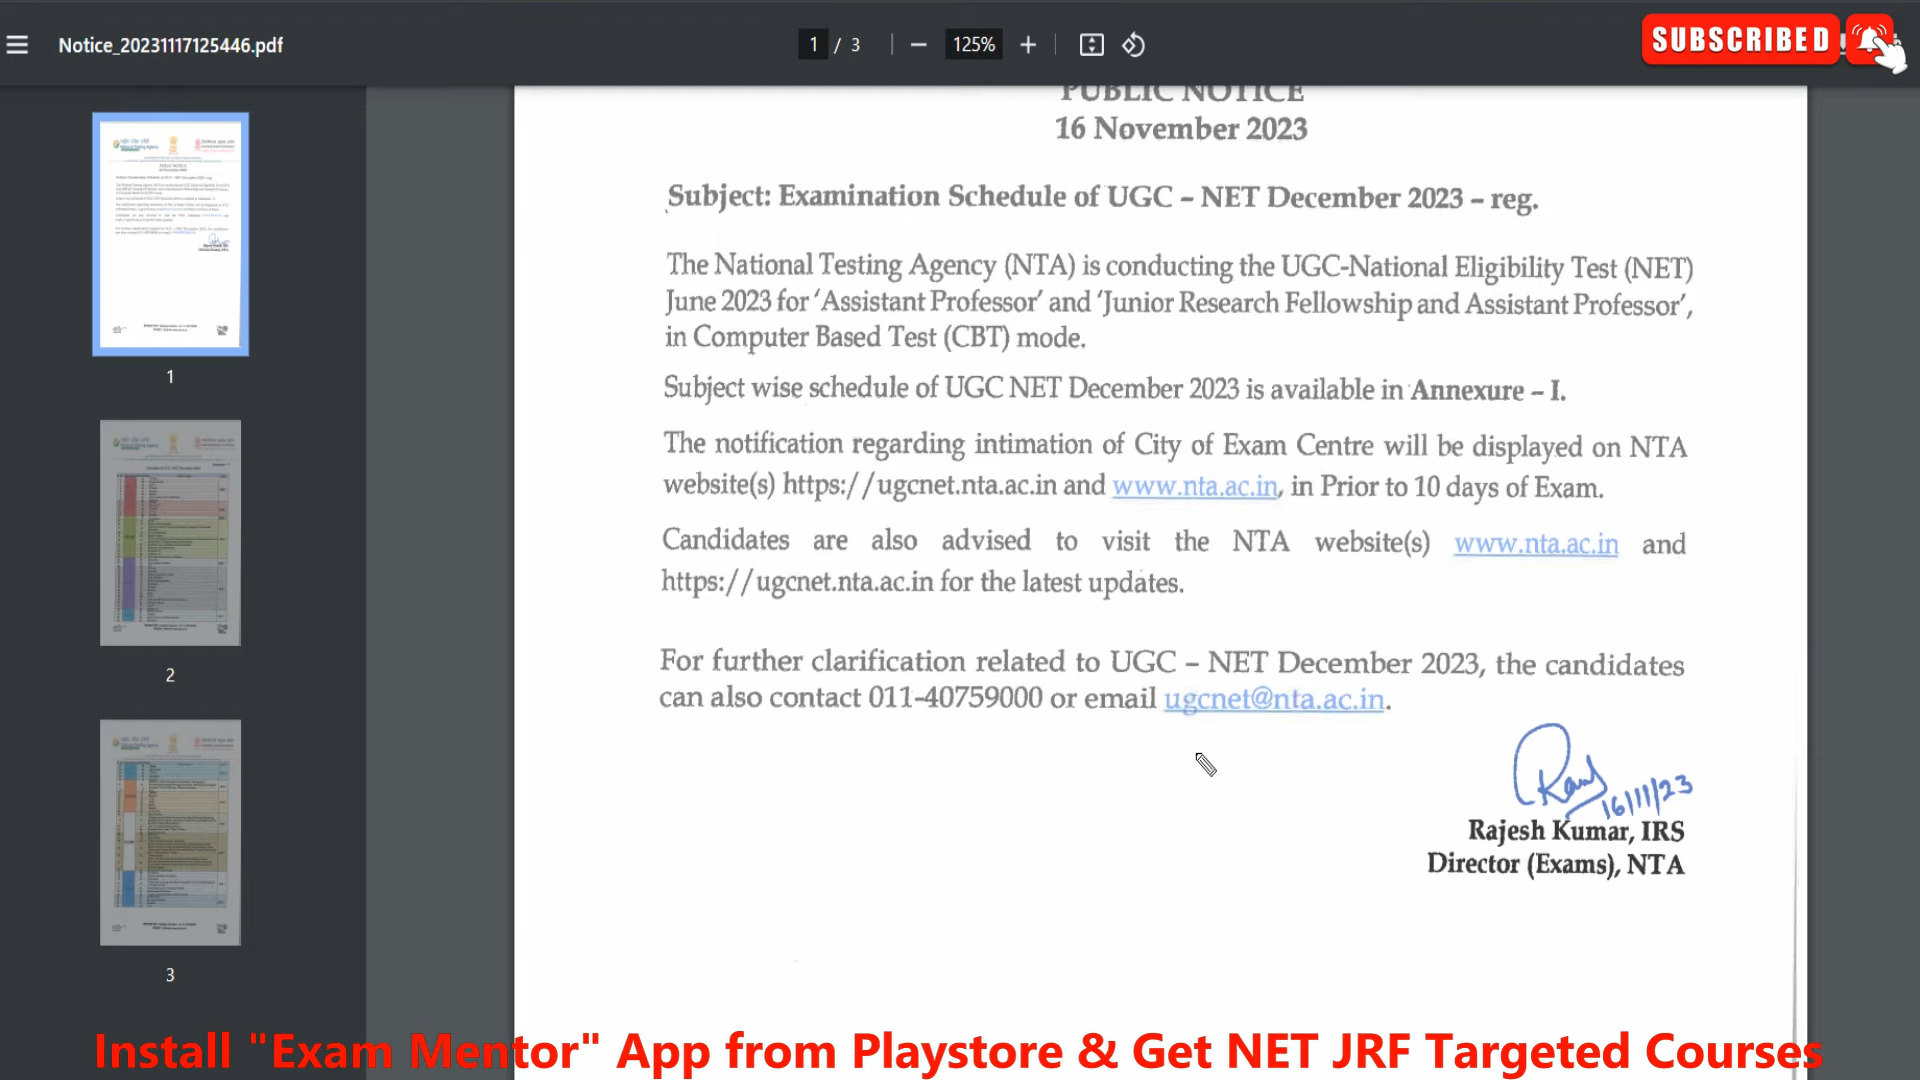 Notice_20231117125446.pdf
1 / 3
125%
SUBSCRIBED
PUBLIC NOTICE
16 November 2023
Subject: Examination Schedule of UGC – NET December 2023 – reg.
The National Testing Agency (NTA) is conducting the UGC-National Eligibility Test (NET)
June 2023 for ‘Assistant Professor’ and ‘Junior Research Fellowship and Assistant Professor’,
in Computer Based Test (CBT) mode.
Subject wise schedule of UGC NET December 2023 is available in Annexure – I.
The notification regarding intimation of City of Exam Centre will be displayed on NTA
website(s) https://ugcnet.nta.ac.in and www.nta.ac.in, in Prior to 10 days of Exam.
Candidates are also advised to visit the NTA website(s) www.nta.ac.in and
https://ugcnet.nta.ac.in for the latest updates.
For further clarification related to UGC – NET December 2023, the candidates
can also contact 011-40759000 or email ugcnet@nta.ac.in.
16/11/23
Rajesh Kumar, IRS
Director (Exams), NTA
1
2
3
Install "Exam Mentor" App from Playstore & Get NET JRF Targeted Courses